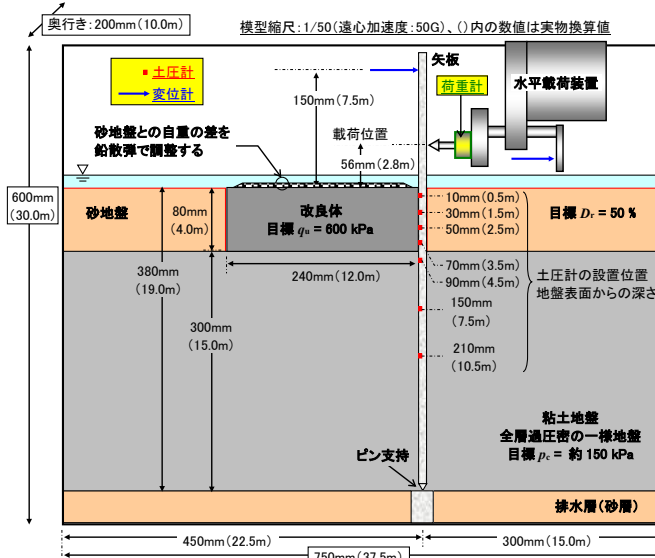 奥行き:200mm(10.0m)
模型縮尺:1/50(遠心加速度:50G)、()内の数値は実物換算値
土圧計
変位計
矢板
荷重計
水平載荷装置
150mm(7.5m)
載荷位置
56mm(2.8m)
砂地盤との自重の差を
鉛散弾で調整する
600mm
(30.0m)
砂地盤
80mm
(4.0m)
改良体
目標 qu = 600 kPa
10mm(0.5m)
30mm(1.5m)
50mm(2.5m)
目標 Dr = 50 %
70mm(3.5m)
90mm(4.5m)
土圧計の設置位置
地盤表面からの深さ
240mm(12.0m)
380mm
(19.0m)
150mm
(7.5m)
300mm
(15.0m)
210mm
(10.5m)
粘土地盤
全層過圧密の一様地盤
目標 pc = 約 150 kPa
ピン支持
排水層(砂層)
450mm(22.5m)
300mm(15.0m)
750mm(37.5m)